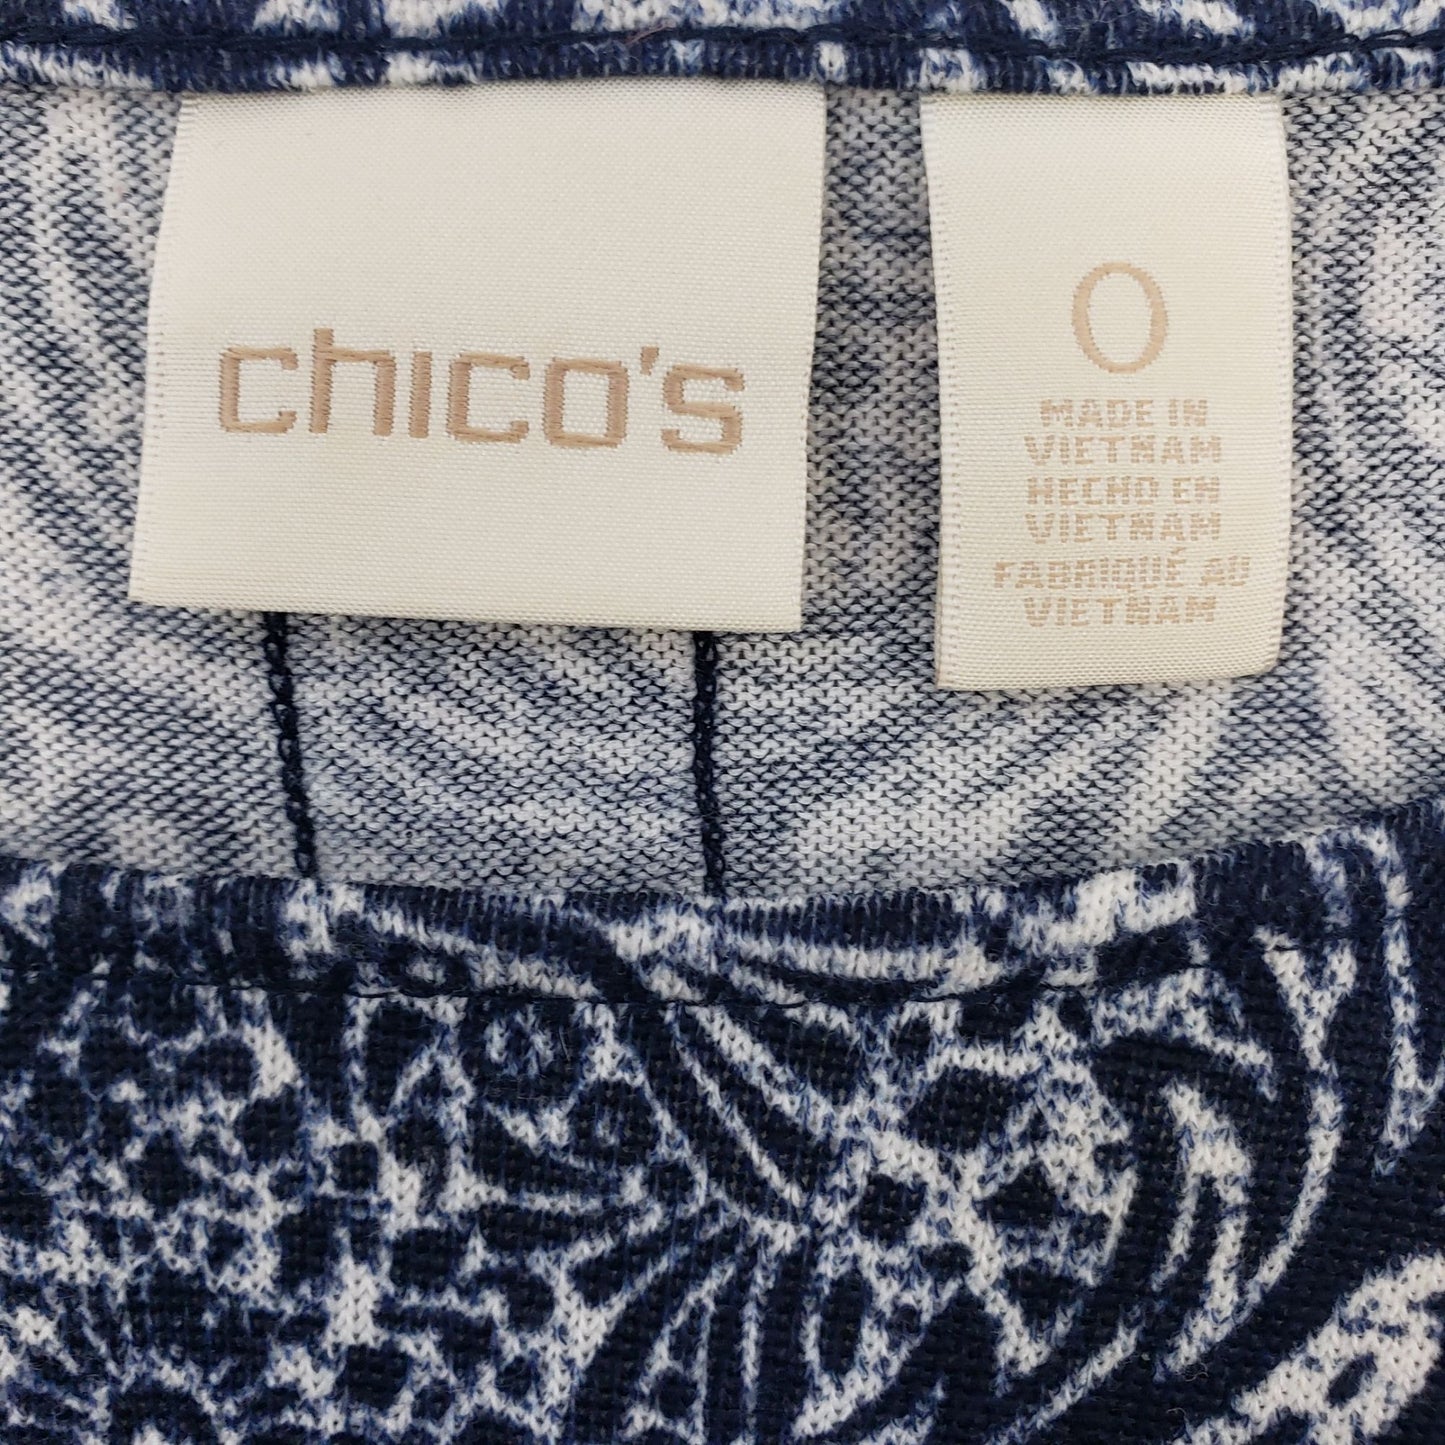 chico's
0
MADE IN
VIETNAM
HECHO EN
VIETNAM
FABRIQUÉ AU
VIETNAM